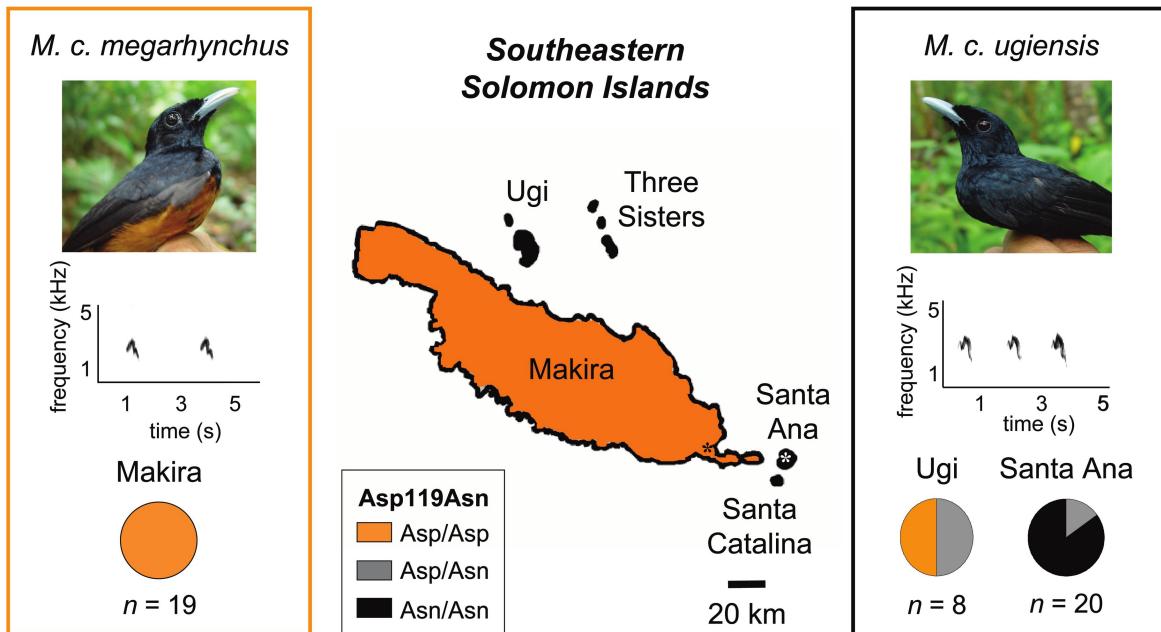 M. c. megarhynchus
frequency (kHz)
5
1
1 3 5
time (s)
Makira
n = 19
Southeastern
Solomon Islands
Ugi
Three
Sisters
Makira
Santa
Ana
*
*
Santa
Catalina
20 km
Asp119Asn
Asp/Asp
Asp/Asn
Asn/Asn
M. c. ugiensis
frequency (kHz)
5
1
1 3 5
time (s)
Ugi Santa Ana
n = 8 n = 20